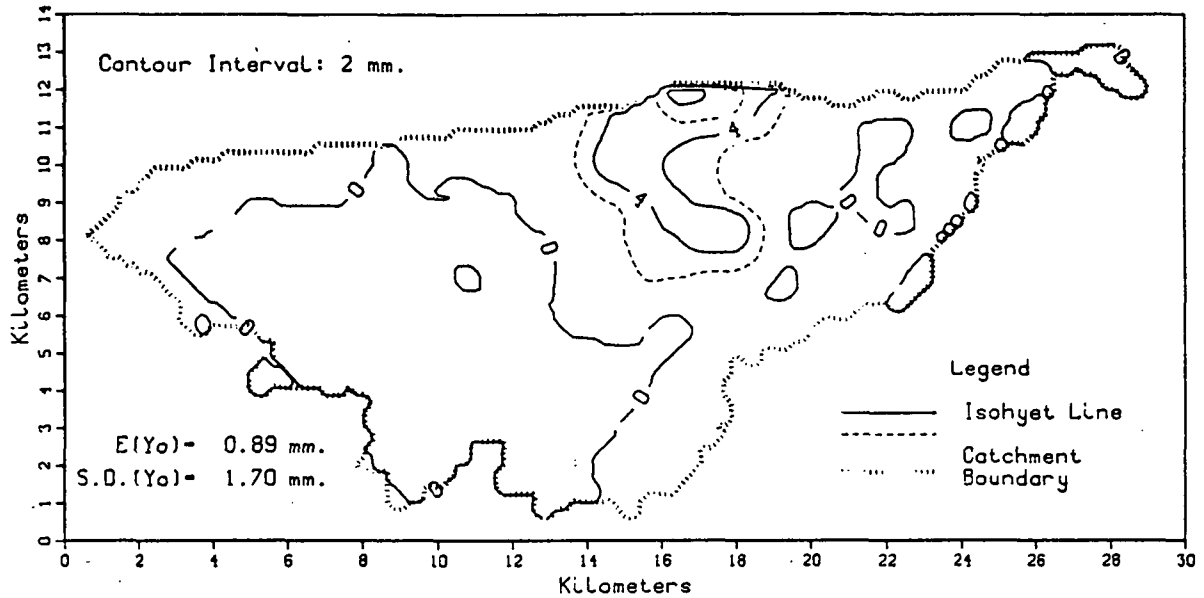 Contour Interval: 2 mm.
14
13
12
11
10
9
8
7
6
5
4
3
2
1
0
Kilometers
0
0
0
4
4
0
0
0
0
0
0
E(Yo)= 0.89 mm.
S.D.(Yo)= 1.70 mm.
Legend
Isohyet Line
Catchment
Boundary
0 2 4 6 8 10 12 14 16 18 20 22 24 26 28 30
Kilometers